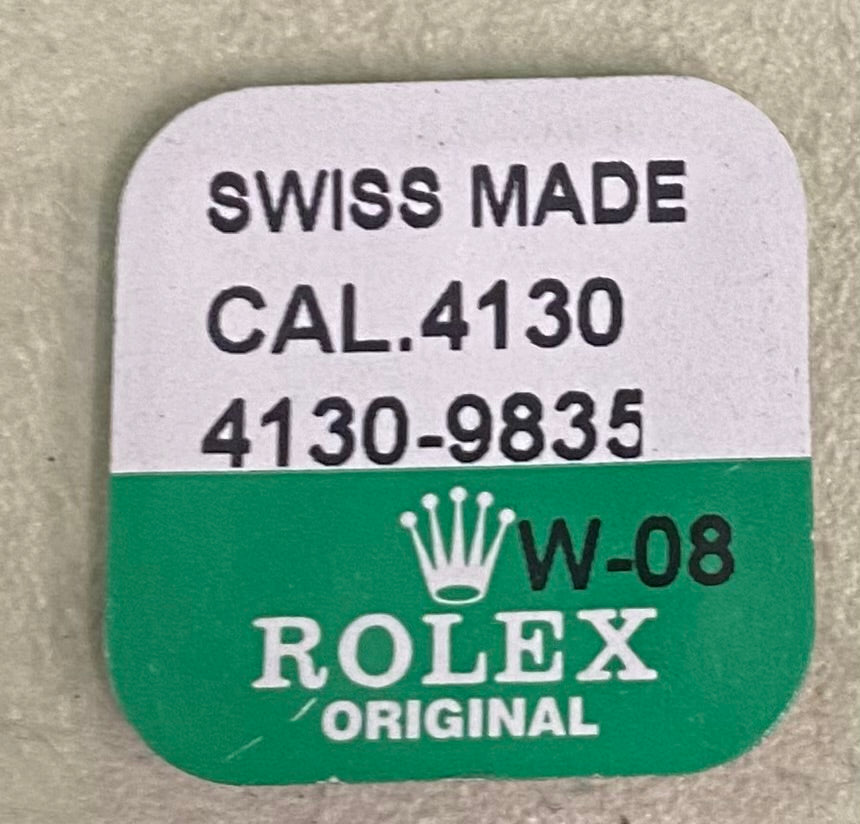 SWISS MADE
CAL.4130
4130-9835
W-08
ROLEX
ORIGINAL